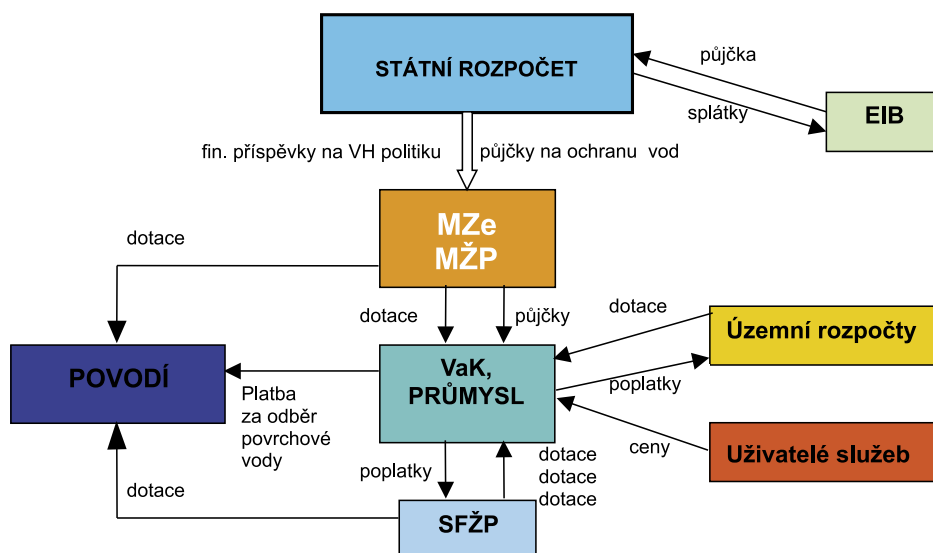 STÁTNÍ ROZPOČET
půjčka
splátky
EIB
fin. příspěvky na VH politiku
půjčky na ochranu vod
MZe
MŽP
dotace
dotace
půjčky
dotace
Územní rozpočty
POVODÍ
VaK,
PRŮMYSL
Platba
za odběr
povrchové
vody
poplatky
ceny
Uživatelé služeb
poplatky
dotace
dotace
dotace
dotace
SFŽP